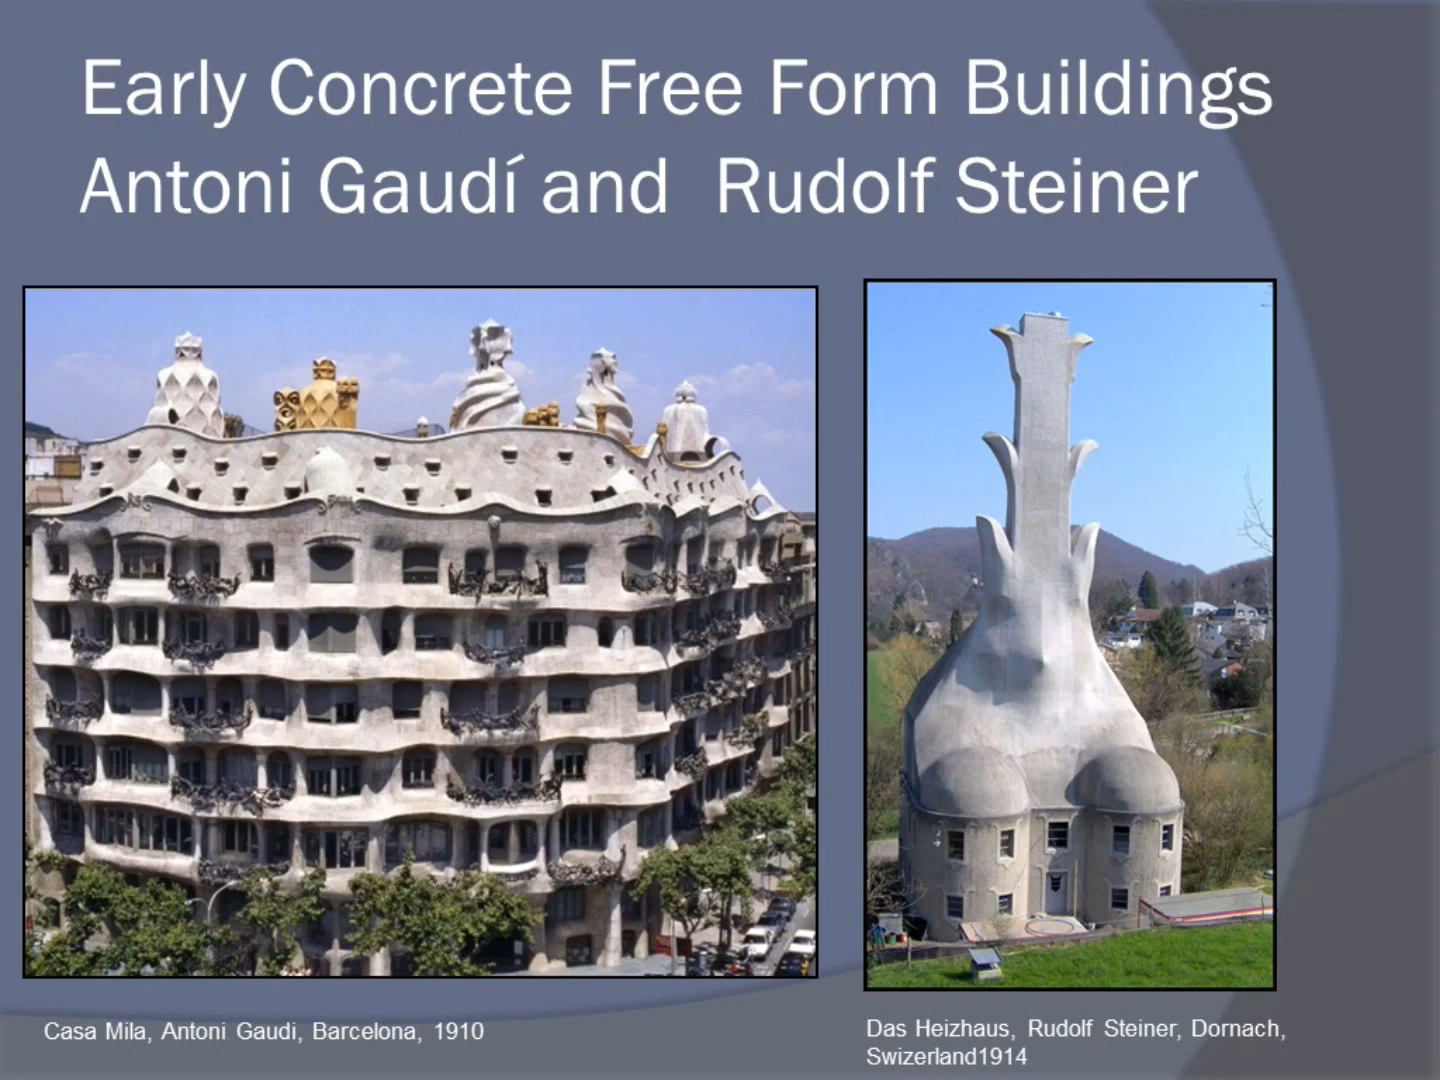 Early Concrete Free Form Buildings
Antoni Gaudí and Rudolf Steiner
Casa Mila, Antoni Gaudi, Barcelona, 1910
Das Heizhaus, Rudolf Steiner, Dornach,
Swizerland1914